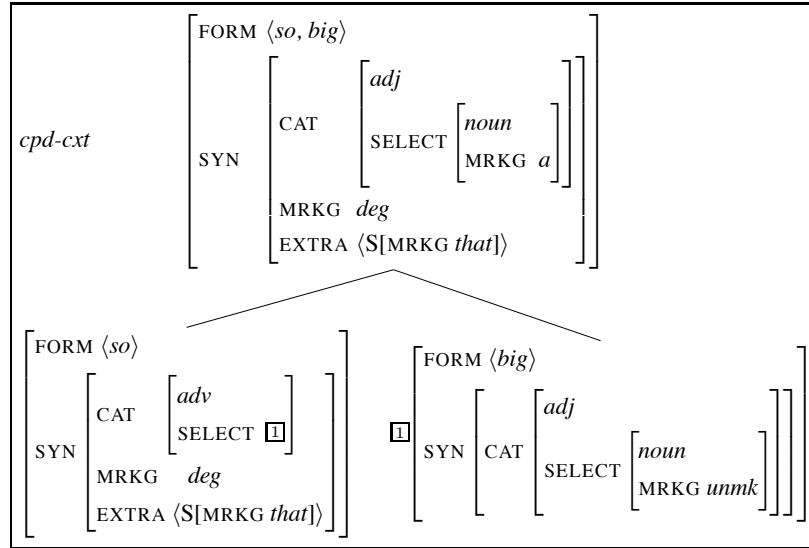 FORM ⟨so, big⟩
adj
CAT
noun
SELECT
MRKG a
cpd-cxt
SYN
MRKG deg
EXTRA ⟨S[MRKG that]⟩
FORM ⟨so⟩
adv
CAT
SELECT 1
SYN
MRKG deg
EXTRA ⟨S[MRKG that]⟩
1
FORM ⟨big⟩
adj
SYN CAT
noun
SELECT
MRKG unmk